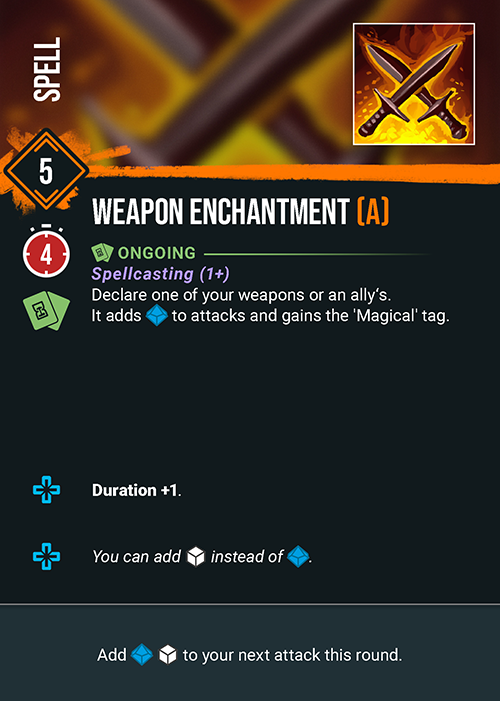 SPELL
5
WEAPON ENCHANTMENT (A)
4
ONGOING
Spellcasting (1+)
Declare one of your weapons or an ally's.
It adds to attacks and gains the 'Magical' tag.
Duration +1.
You can add instead of .
Add to your next attack this round.